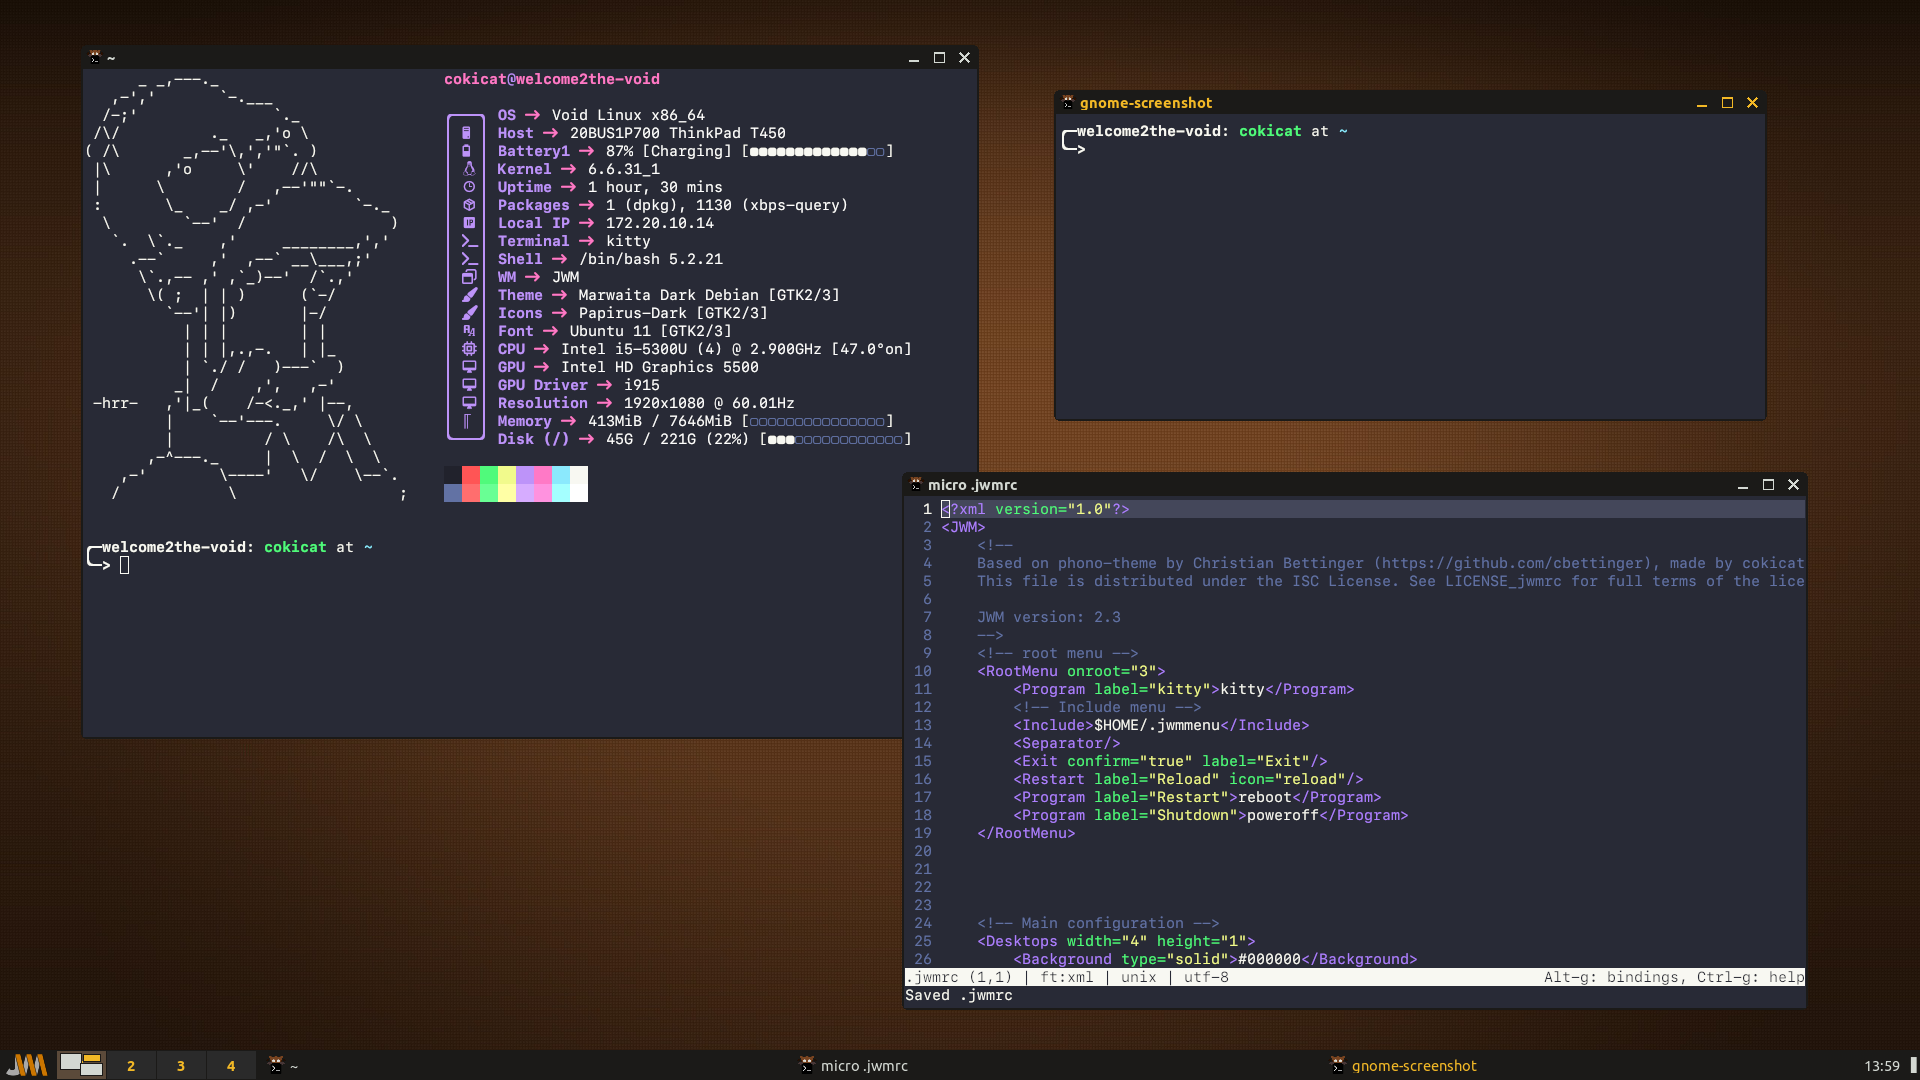 ~
cokicat@welcome2the-void
OS → Void Linux x86_64
Host → 20BUS1P700 ThinkPad T450
Battery1 → 87% [Charging] [■■■■■■■■■■■■■□□]
Kernel → 6.6.31_1
Uptime → 1 hour, 30 mins
Packages → 1 (dpkg), 1130 (xbps-query)
Local IP → 172.20.10.14
Terminal → kitty
Shell → /bin/bash 5.2.21
WM → JWM
Theme → Marwaita Dark Debian [GTK2/3]
Icons → Papirus-Dark [GTK2/3]
Font → Ubuntu 11 [GTK2/3]
CPU → Intel i5-5300U (4) @ 2.900GHz [47.0°on]
GPU → Intel HD Graphics 5500
GPU Driver → i915
Resolution → 1920x1080 @ 60.01Hz
Memory → 413MiB / 7646MiB [□□□□□□□□□□□□□□□]
Disk (/) → 45G / 221G (22%) [■■■□□□□□□□□□□□□]
-hrr-
welcome2the-void: cokicat at ~
>
gnome-screenshot
welcome2the-void: cokicat at ~
>
micro .jwmrc
1 <?xml version="1.0"?>
2 <JWM>
3 <!--
4 Based on phono-theme by Christian Bettinger (https://github.com/cbettinger), made by cokicat
5 This file is distributed under the ISC License. See LICENSE_jwmrc for full terms of the lice
6
7 JWM version: 2.3
8 -->
9 <!-- root menu -->
10 <RootMenu onroot="3">
11 <Program label="kitty">kitty</Program>
12 <!-- Include menu -->
13 <Include>$HOME/.jwmmenu</Include>
14 <Separator/>
15 <Exit confirm="true" label="Exit"/>
16 <Restart label="Reload" icon="reload"/>
17 <Program label="Restart">reboot</Program>
18 <Program label="Shutdown">poweroff</Program>
19 </RootMenu>
20
21
22
23
24 <!-- Main configuration -->
25 <Desktops width="4" height="1">
26 <Background type="solid">#000000</Background>
.jwmrc (1,1) | ft:xml | unix | utf-8 Alt-g: bindings, Ctrl-g: help
Saved .jwmrc
JWM 2 3 4 ~ micro .jwmrc gnome-screenshot 13:59